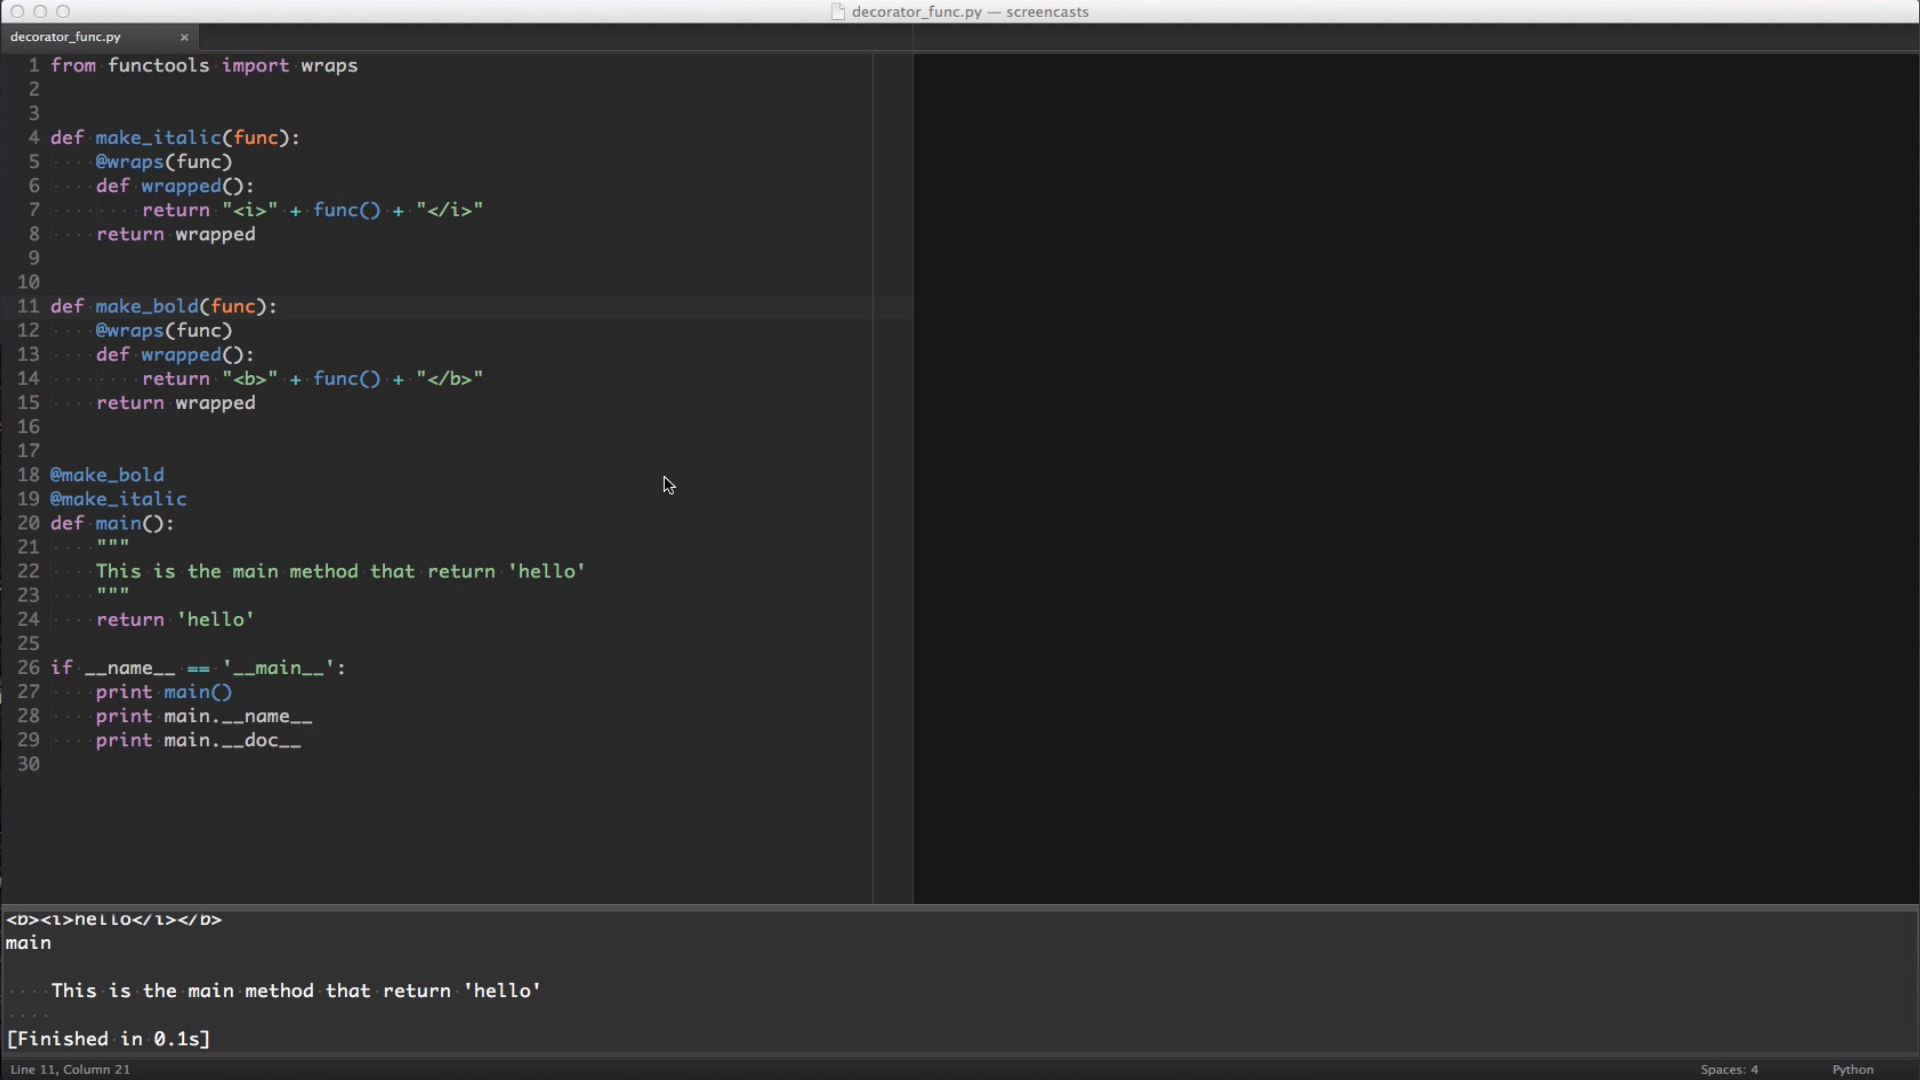 decorator_func.py — screencasts
decorator_func.py ×
1 from functools import wraps
2
3
4 def make_italic(func):
5     @wraps(func)
6     def wrapped():
7         return "<i>" + func() + "</i>"
8     return wrapped
9
10
11 def make_bold(func):
12     @wraps(func)
13     def wrapped():
14         return "<b>" + func() + "</b>"
15     return wrapped
16
17
18 @make_bold
19 @make_italic
20 def main():
21     """
22     This is the main method that return 'hello'
23     """
24     return 'hello'
25
26 if __name__ == '__main__':
27     print main()
28     print main.__name__
29     print main.__doc__
30
<b><i>hello</i></b>
main
    This is the main method that return 'hello'
[Finished in 0.1s]
Line 11, Column 21 Spaces: 4 Python